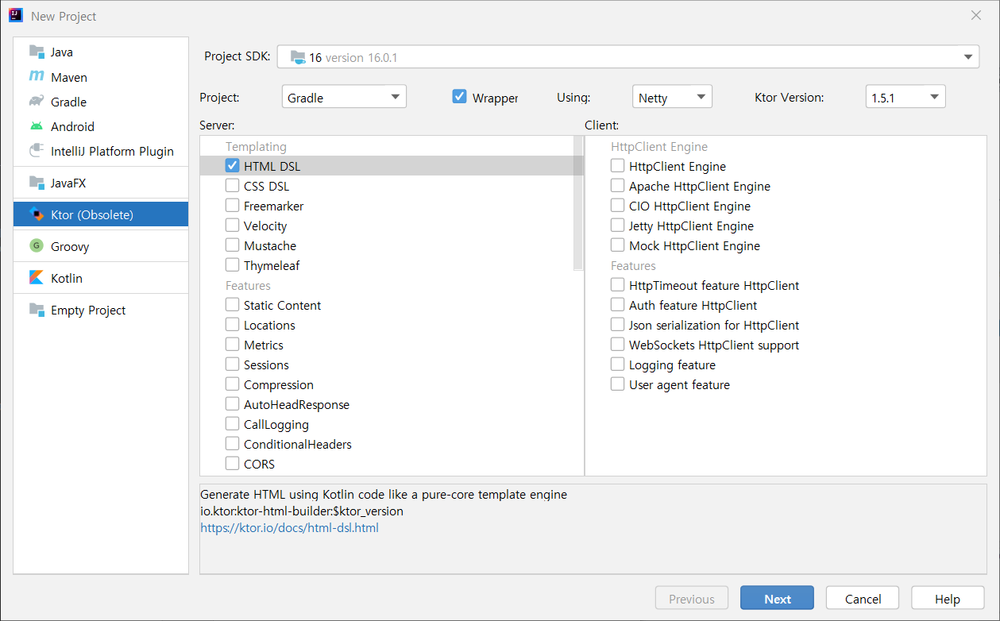 New Project
Java
Maven
Gradle
Android
IntelliJ Platform Plugin
JavaFX
Ktor (Obsolete)
Groovy
Kotlin
Empty Project
Project SDK: 16 version 16.0.1
Project: Gradle Wrapper Using: Netty Ktor Version: 1.5.1
Server:
Templating
HTML DSL
CSS DSL
Freemarker
Velocity
Mustache
Thymeleaf
Features
Static Content
Locations
Metrics
Sessions
Compression
AutoHeadResponse
CallLogging
ConditionalHeaders
CORS
Client:
HttpClient Engine
HttpClient Engine
Apache HttpClient Engine
CIO HttpClient Engine
Jetty HttpClient Engine
Mock HttpClient Engine
Features
HttpTimeout feature HttpClient
Auth feature HttpClient
Json serialization for HttpClient
WebSockets HttpClient support
Logging feature
User agent feature
Generate HTML using Kotlin code like a pure-core template engine
io.ktor:ktor-html-builder:$ktor_version
https://ktor.io/docs/html-dsl.html
Previous Next Cancel Help